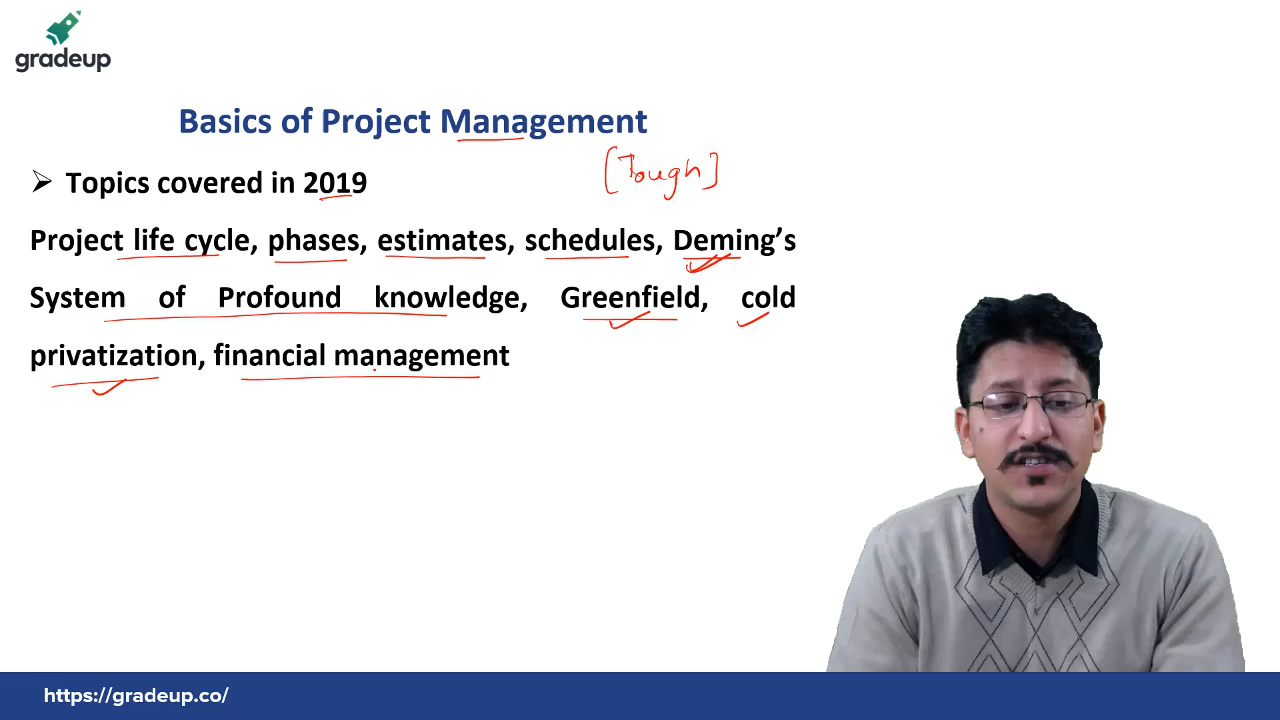 gradeup
Basics of Project Management
[Tough]
➢ Topics covered in 2019
Project life cycle, phases, estimates, schedules, Deming’s
System of Profound knowledge, Greenfield, cold
privatization, financial management
https://gradeup.co/